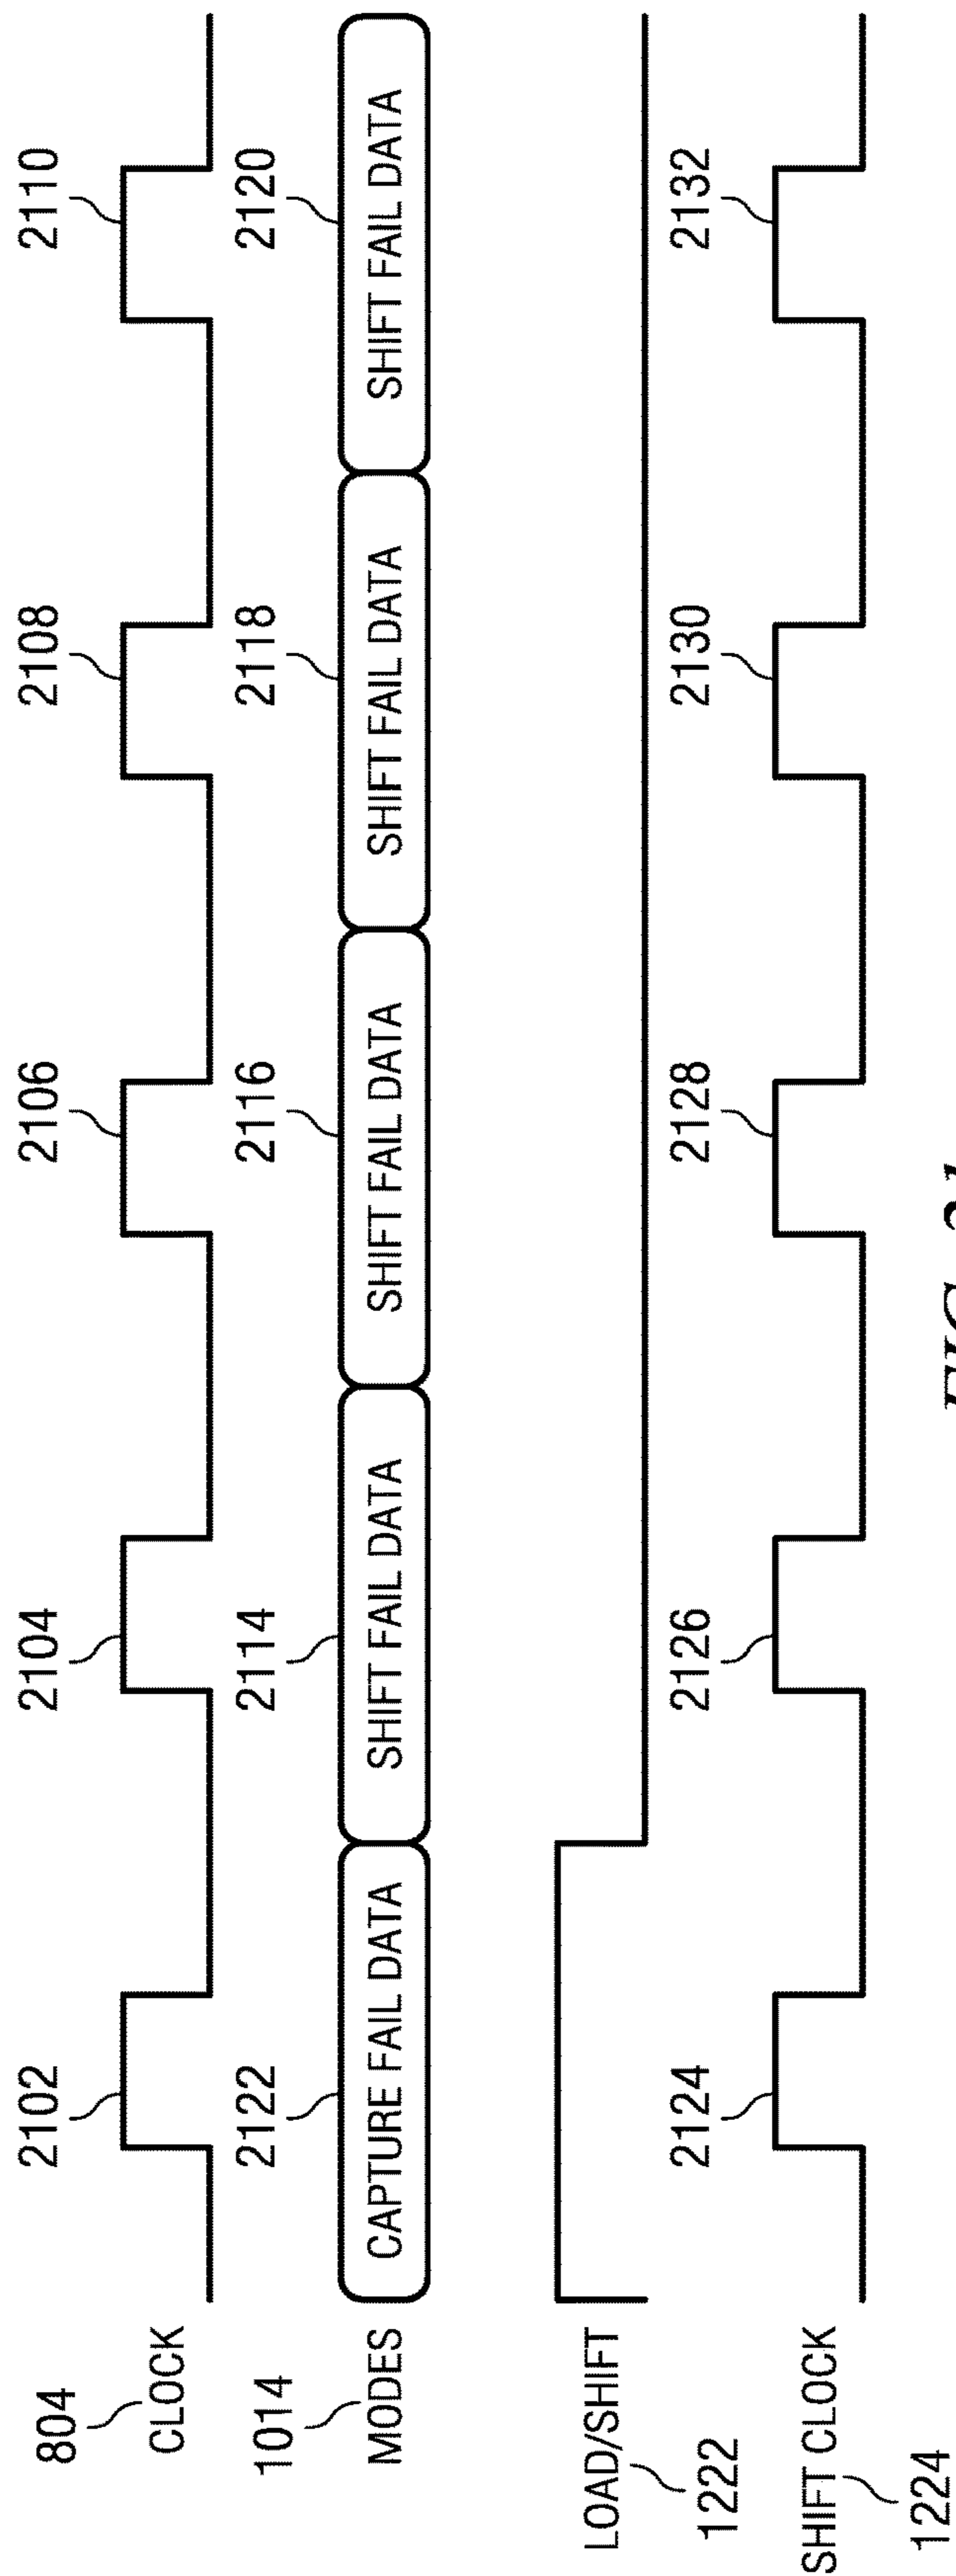 804
CLOCK
2102
2104
2106
2108
2110
1014
MODES
2122
2114
2116
2118
2120
CAPTURE FAIL DATA
SHIFT FAIL DATA
SHIFT FAIL DATA
SHIFT FAIL DATA
SHIFT FAIL DATA
LOAD/SHIFT
1222
SHIFT CLOCK
1224
2124
2126
2128
2130
2132
FIG. 21